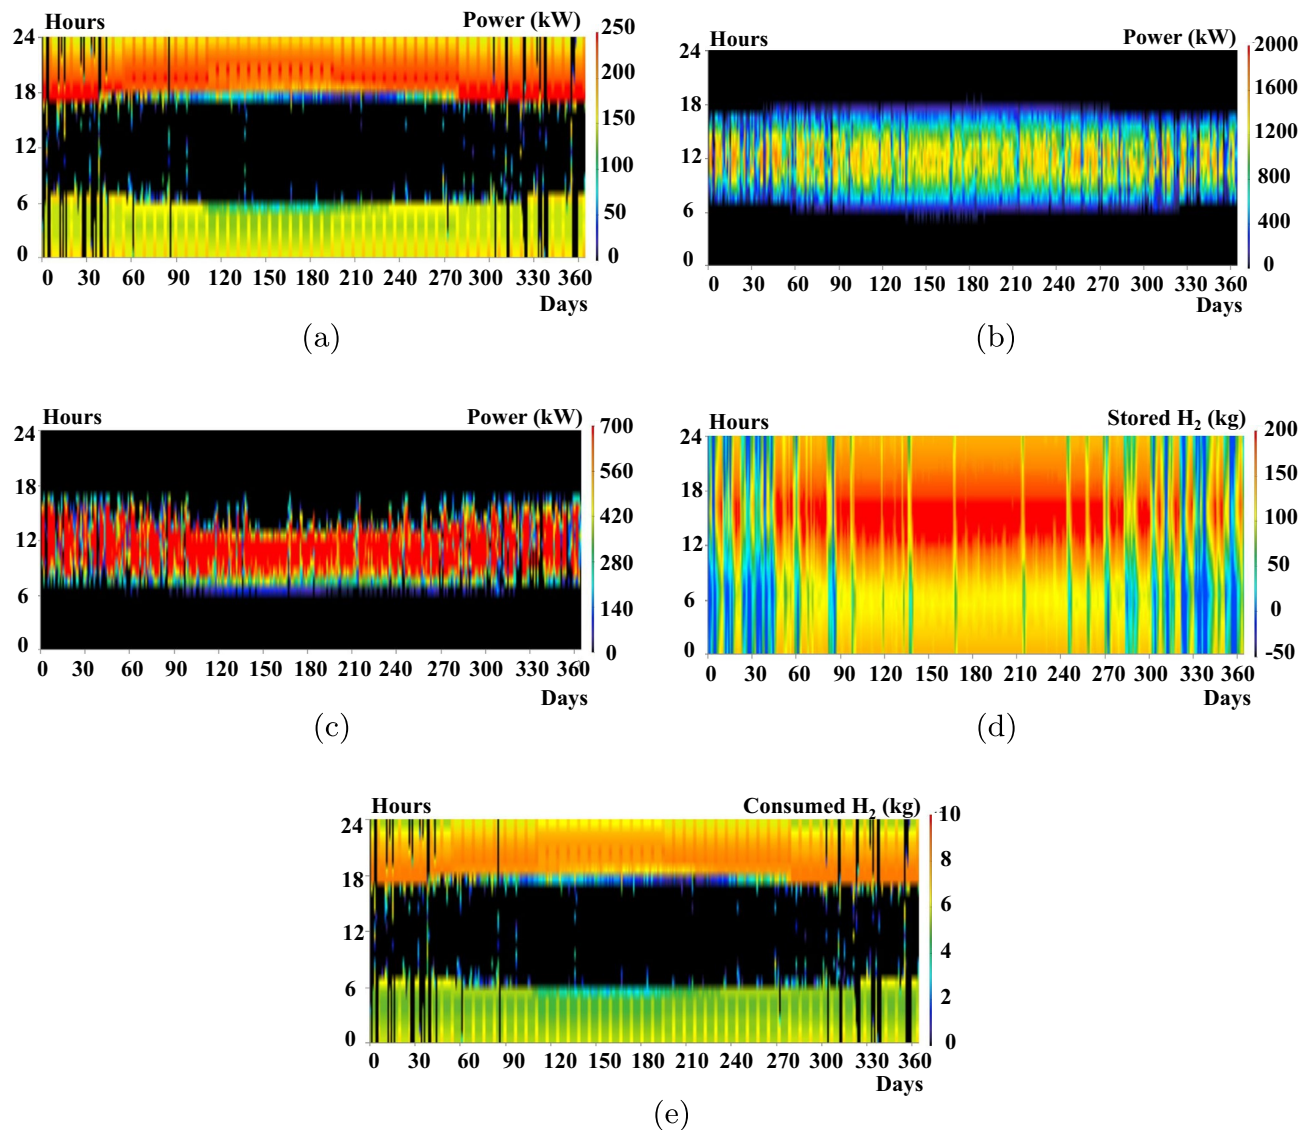 Hours Power (kW) 250
24 200
18 150
12 100
6 50
0 0
0 30 60 90 120 150 180 210 240 270 300 330 360
Days
(a)
Hours Power (kW) 2000
24 1600
18 1200
12 800
6 400
0 0
0 30 60 90 120 150 180 210 240 270 300 330 360
Days
(b)
Hours Power (kW) 700
24 560
18 420
12 280
6 140
0 0
0 30 60 90 120 150 180 210 240 270 300 330 360
Days
(c)
Hours Stored H₂ (kg) 200
24 150
18 100
12 50
6 0
0 -50
0 30 60 90 120 150 180 210 240 270 300 330 360
Days
(d)
Hours Consumed H₂ (kg) 10
24 8
18 6
12 4
6 2
0 0
0 30 60 90 120 150 180 210 240 270 300 330 360
Days
(e)